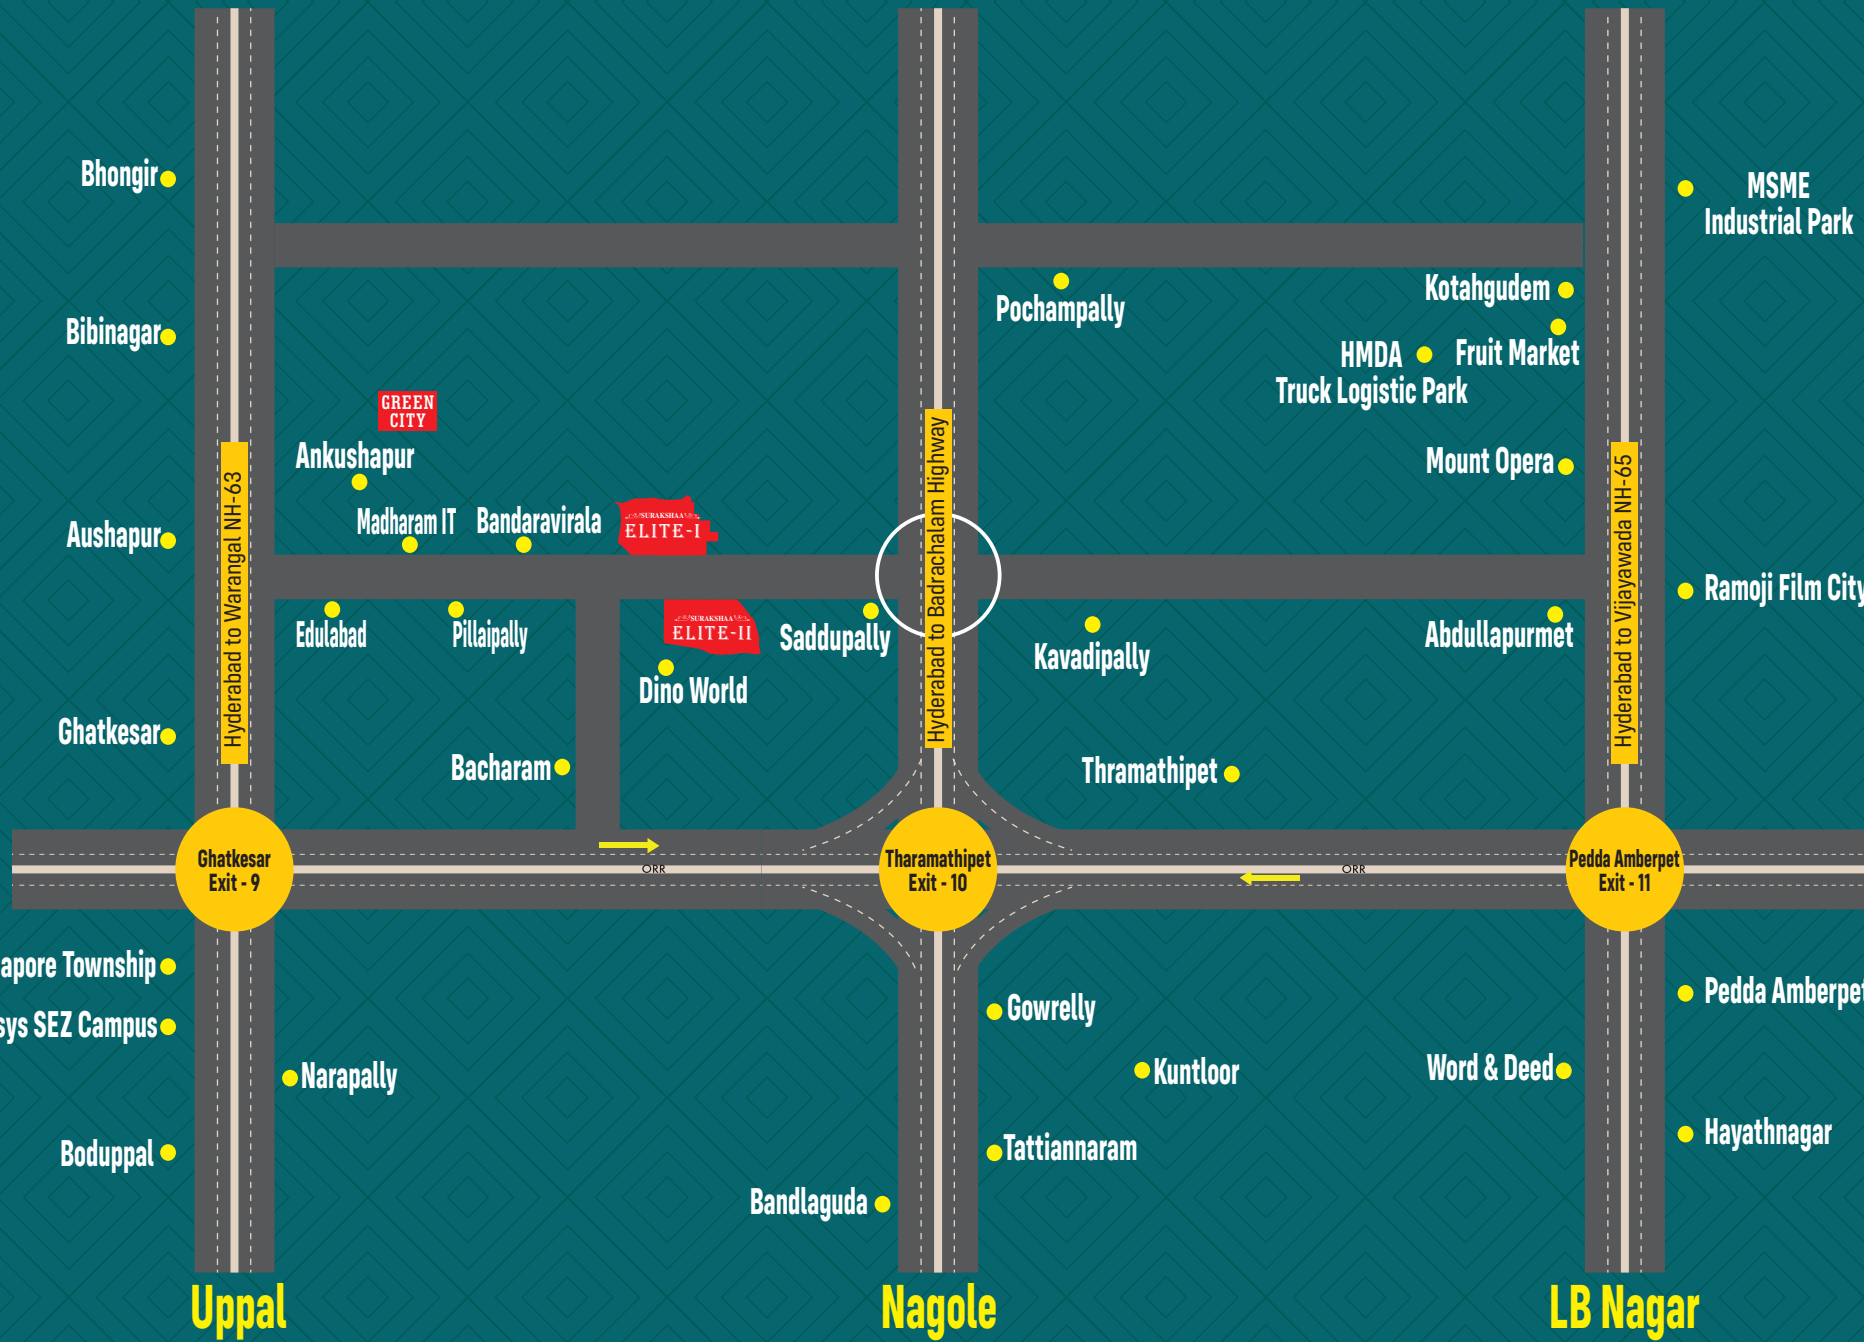 Bhongir
MSME
Industrial Park
Pochampally
Kotahgudem
Fruit Market
HMDA
Truck Logistic Park
Bibinagar
GREEN
CITY
Ankushapur
Mount Opera
Hyderabad to Warangal NH-63
Hyderabad to Badrachalam Highway
Hyderabad to Vijayawada NH-65
Aushapur
Madharam IT
Bandaravirala
SURAKSHAA
ELITE-I
Ramoji Film City
Edulabad
Pillaipally
SURAKSHAA
ELITE-II
Saddupally
Kavadipally
Abdullapurmet
Dino World
Ghatkesar
Bacharam
Thramathipet
Ghatkesar
Exit - 9
ORR
Tharamathipet
Exit - 10
ORR
Pedda Amberpet
Exit - 11
apore Township
sys SEZ Campus
Gowrelly
Pedda Amberpet
Narapally
Kuntloor
Word & Deed
Boduppal
Tattiannaram
Hayathnagar
Bandlaguda
Uppal
Nagole
LB Nagar